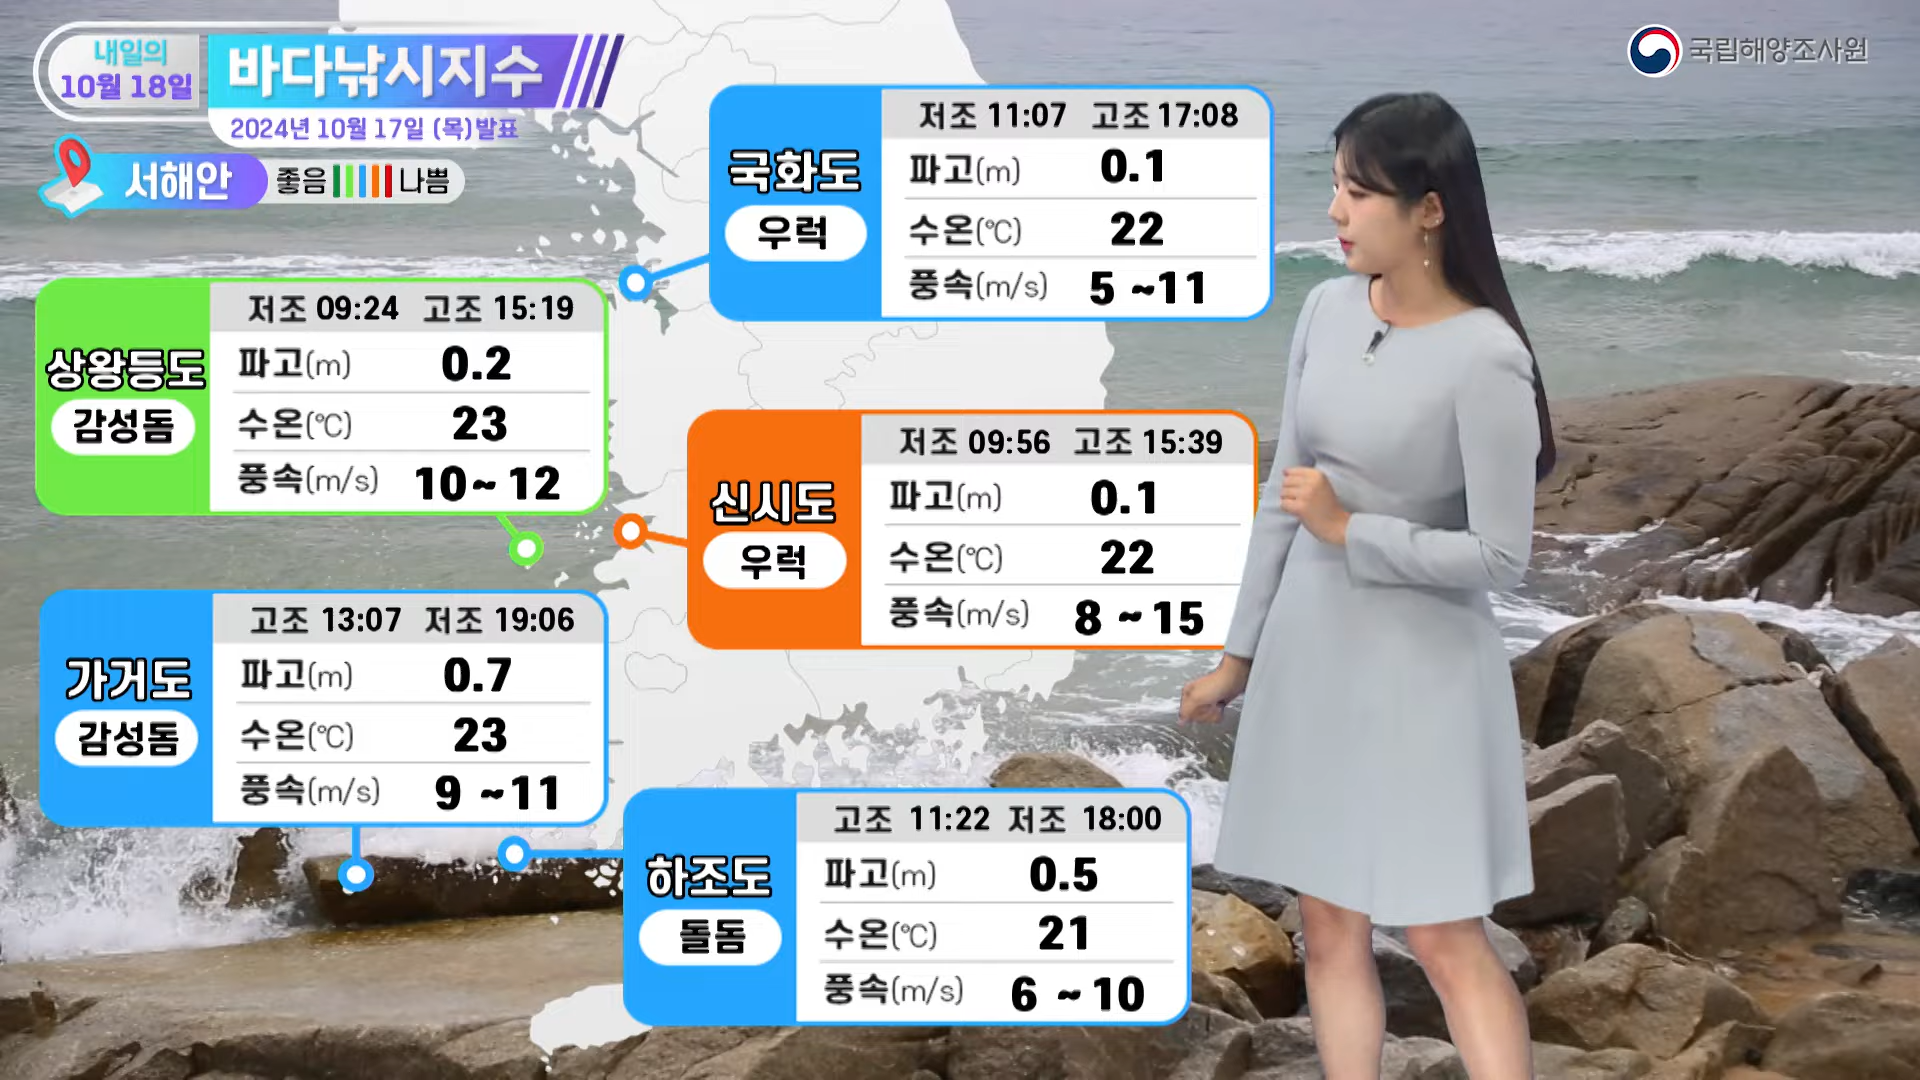 내일의
10월 18일
바다낚시지수
2024년 10월 17일 (목)발표
서해안
좋음 나쁨
국립해양조사원
국화도
우럭
저조 11:07 고조 17:08
파고(m) 0.1
수온(℃) 22
풍속(m/s) 5 ~11
상왕등도
감성돔
저조 09:24 고조 15:19
파고(m) 0.2
수온(℃) 23
풍속(m/s) 10~ 12
신시도
우럭
저조 09:56 고조 15:39
파고(m) 0.1
수온(℃) 22
풍속(m/s) 8 ~ 15
가거도
감성돔
고조 13:07 저조 19:06
파고(m) 0.7
수온(℃) 23
풍속(m/s) 9 ~11
하조도
돌돔
고조 11:22 저조 18:00
파고(m) 0.5
수온(℃) 21
풍속(m/s) 6 ~ 10